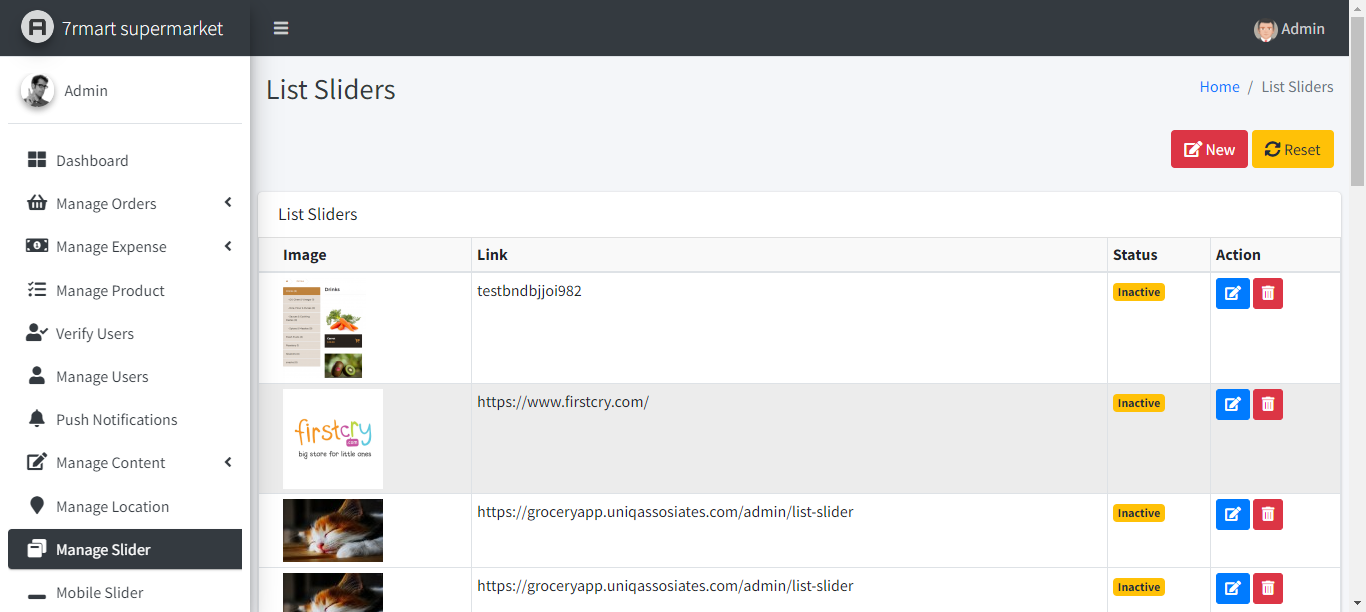 7rmart supermarket
Admin
Admin
List Sliders
Home / List Sliders
New
Reset
Dashboard
Manage Orders
Manage Expense
Manage Product
Verify Users
Manage Users
Push Notifications
Manage Content
Manage Location
Manage Slider
Mobile Slider
List Sliders
Image Link Status Action
Drinks
testbndbjjoi982 Inactive
firstcry
.com
big store for little ones
https://www.firstcry.com/ Inactive
https://groceryapp.uniqassosiates.com/admin/list-slider Inactive
https://groceryapp.uniqassosiates.com/admin/list-slider Inactive